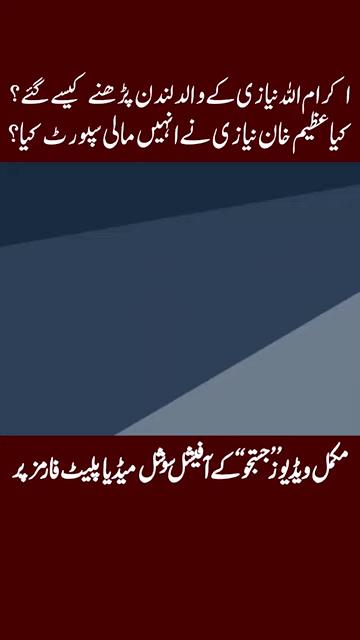 اکرام اللہ نیازی کے والد لندن پڑھنے کیسے گئے؟
کیا عظیم خان نیازی نے انہیں مالی سپورٹ کیا؟
مکمل ویڈیوز ”جستجو“ کے آفیشل سوشل میڈیا پلیٹ فارمز پر